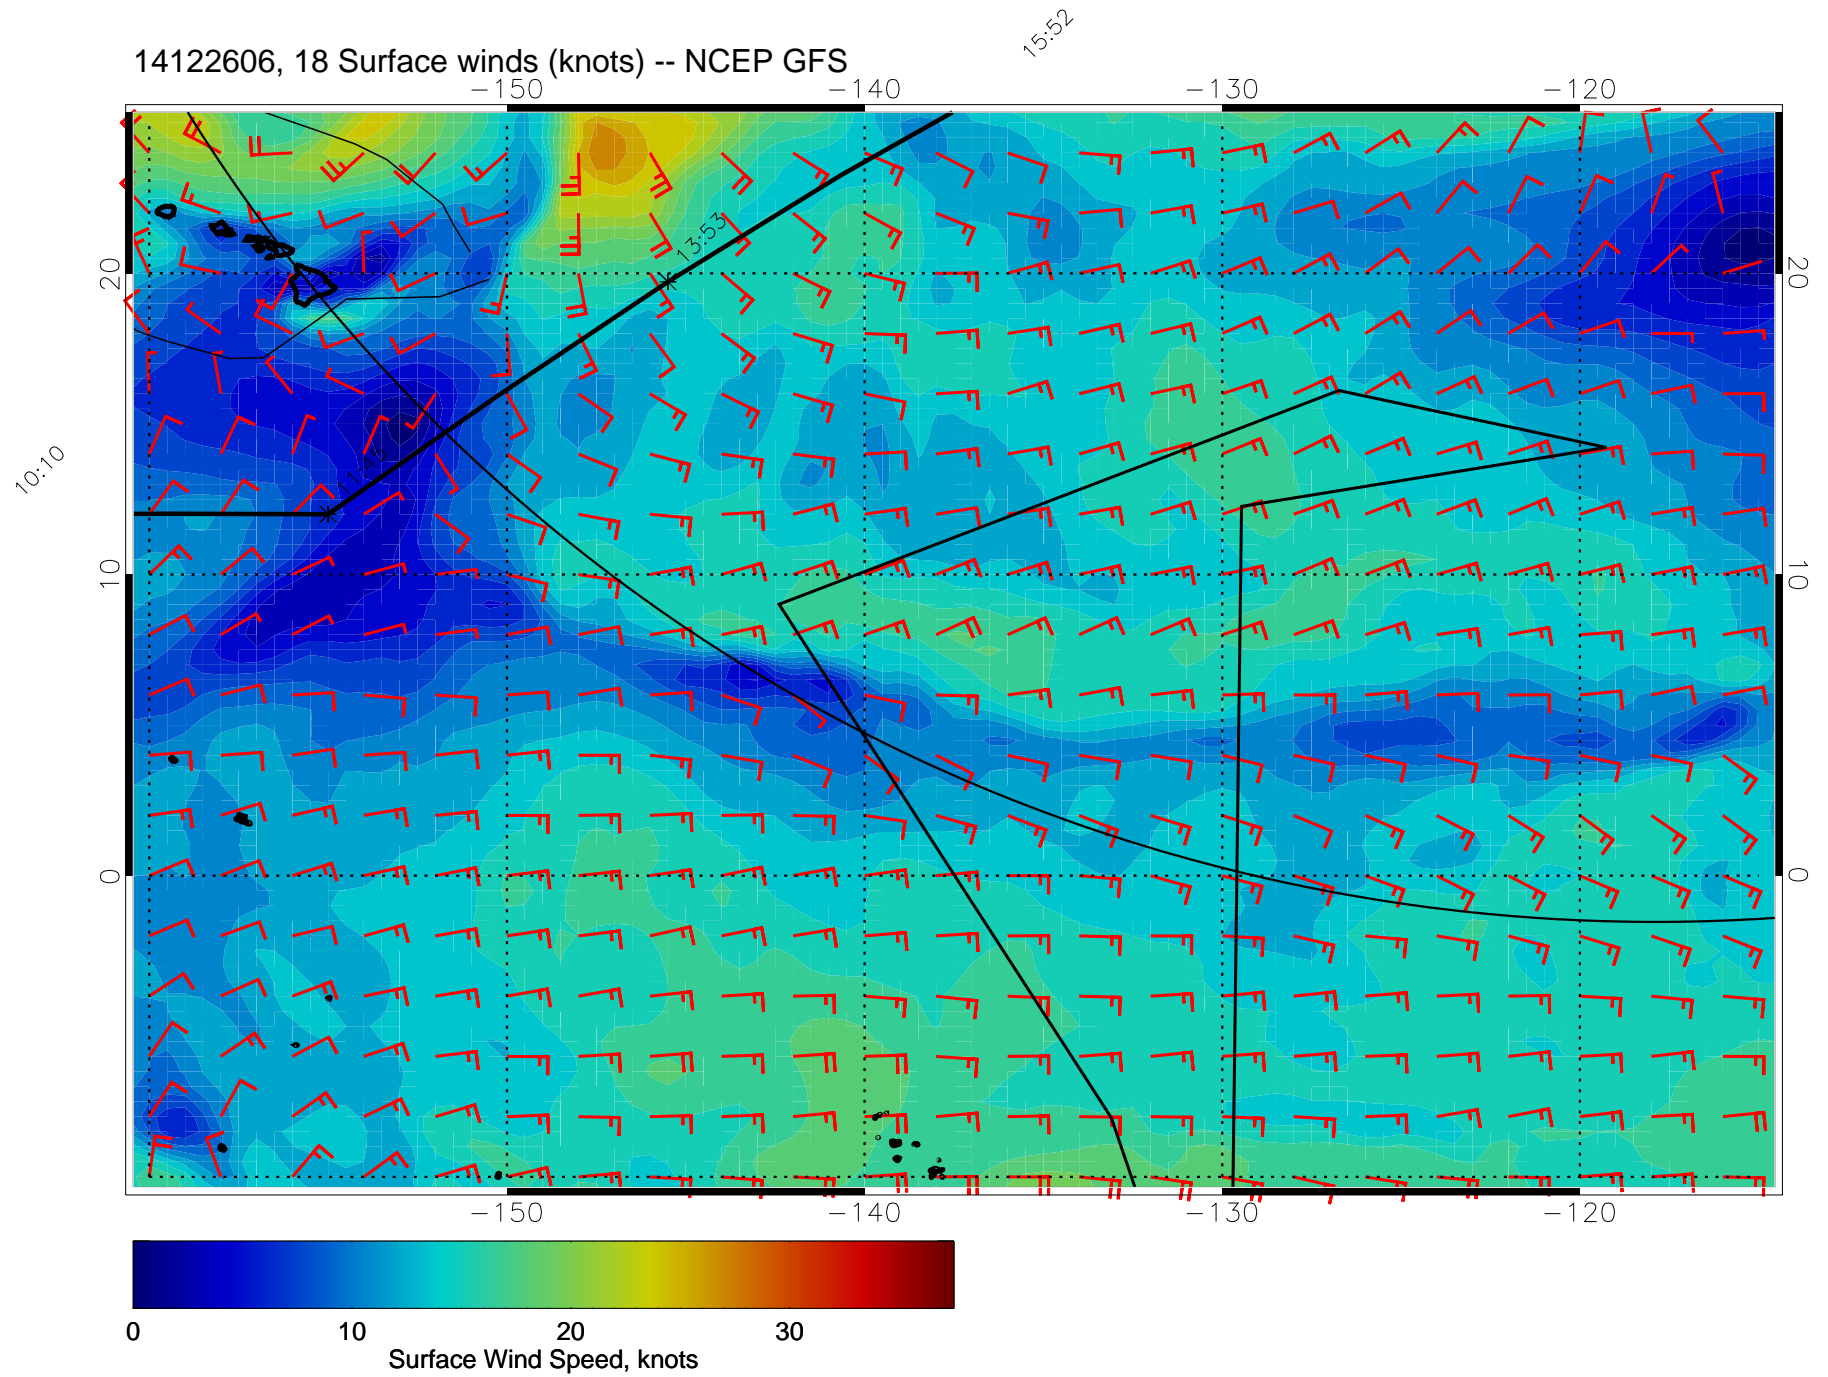 15:52
14122606, 18 Surface winds (knots) -- NCEP GFS
-150 -140 -130 -120
13:53
20 20
11:45
10:10
10 10
0 0
-150 -140 -130 -120
0 10 20 30
Surface Wind Speed, knots